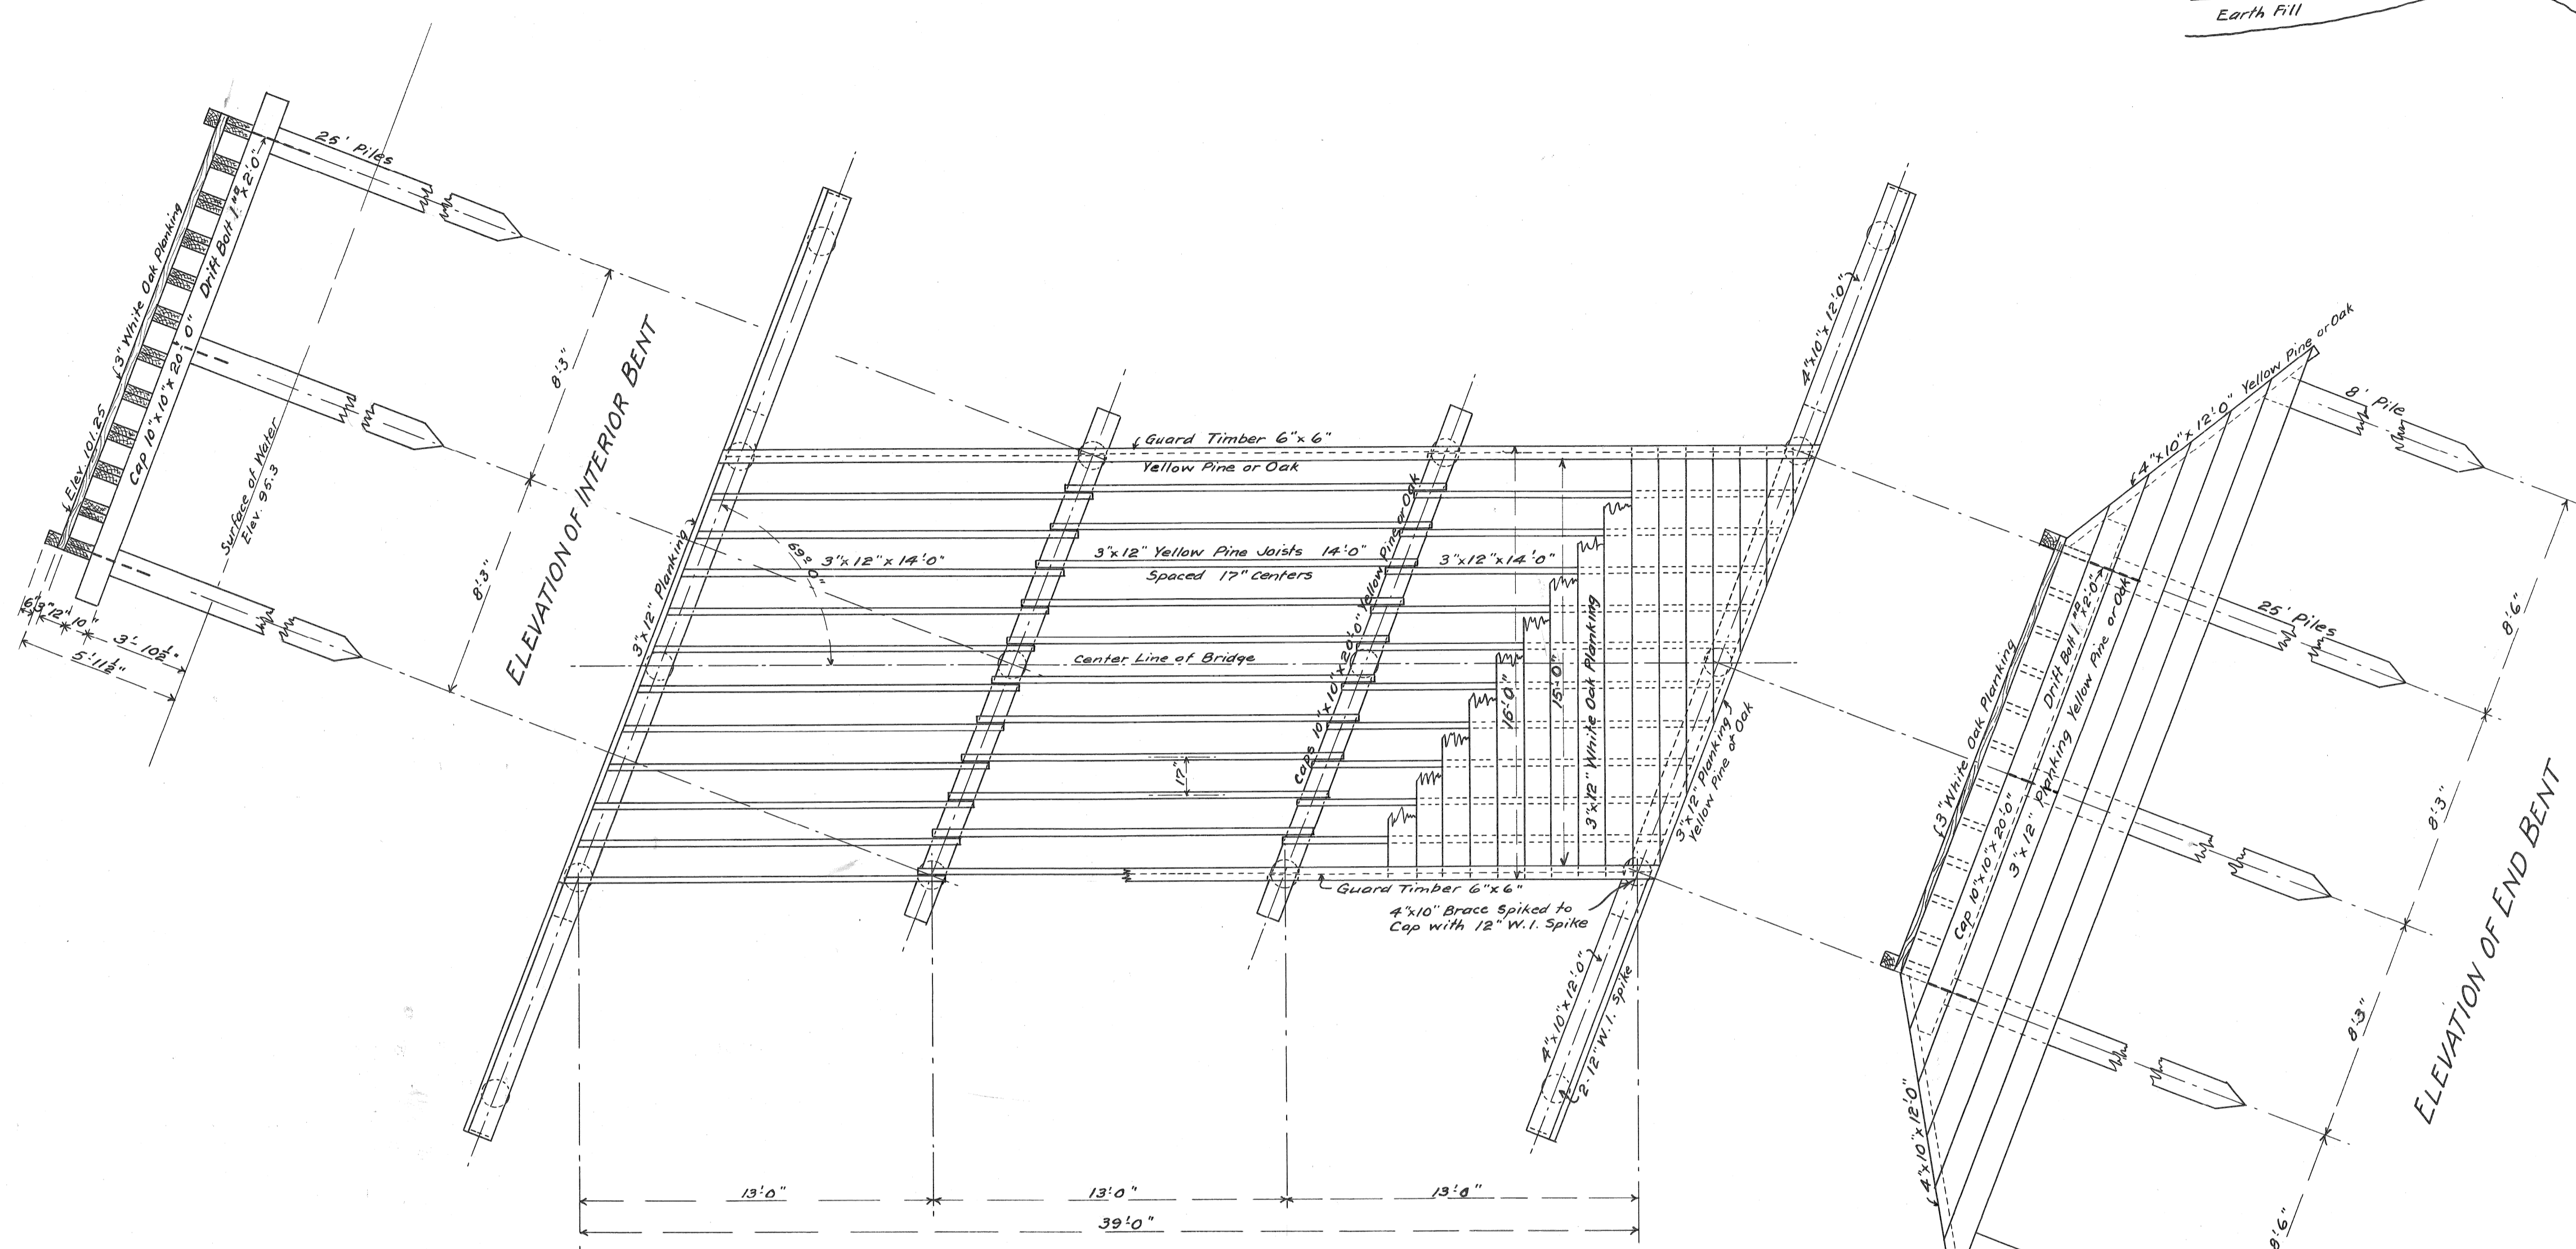 Earth Fill
25' Piles
Drift Bolt 1"□ x 2'-0"
3" White Oak Planking
Cap 10"x10"x20'-0"
Elev. 101.25
Surface of Water
Elev. 95.3
6" 3" 12" 10"
3'-10½"
5'-11½"
8'-3"
8'-3"
ELEVATION OF INTERIOR BENT
Guard Timber 6"x6"
Yellow Pine or Oak
3"x12" Planking
69°-0'
3"x12"x14'-0"
3"x12" Yellow Pine Joists 14'-0"
Spaced 17" Centers
3"x12"x14'-0"
Center Line of Bridge
Caps 10"x10"x20'-0" Yellow Pine or Oak
17"
16'-0"
15'-0"
3"x12" White Oak Planking
3"x12" Planking
Yellow Pine or Oak
4"x10"x12'-0"
Guard Timber 6"x6"
4"x10" Brace Spiked to
Cap with 12" W.I. Spike
4"x10"x12'-0"
2-12" W.I. Spike
13'-0"
13'-0"
13'-0"
39'-0"
4"x10"x12'-0" Yellow Pine or Oak
8' Pile
25' Piles
3" White Oak Planking
Drift Bolt 1"□ x 2'-0"
Cap 10"x10"x20'-0"
3"x12" Planking Yellow Pine or Oak
4"x10"x12'-0"
8'-6"
8'-3"
8'-3"
8'-6"
ELEVATION OF END BENT